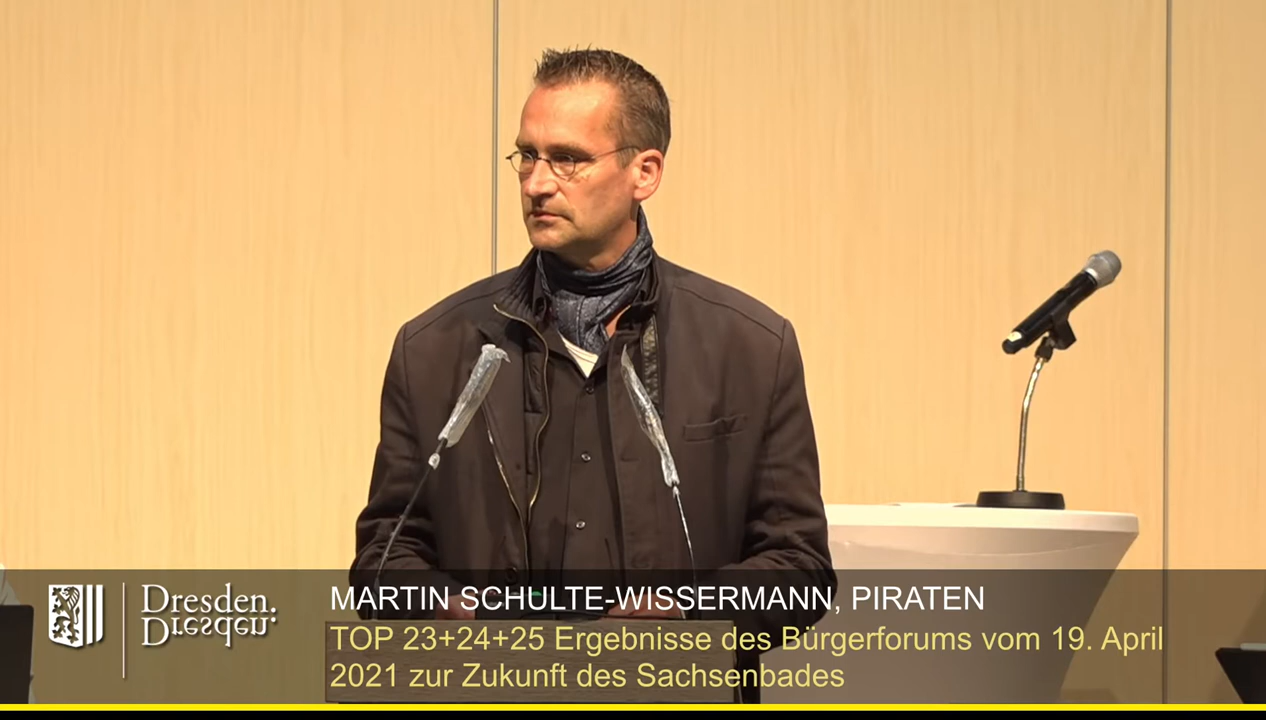 Dresden.
Dresden.
MARTIN SCHULTE-WISSERMANN, PIRATEN
TOP 23+24+25 Ergebnisse des Bürgerforums vom 19. April
2021 zur Zukunft des Sachsenbades